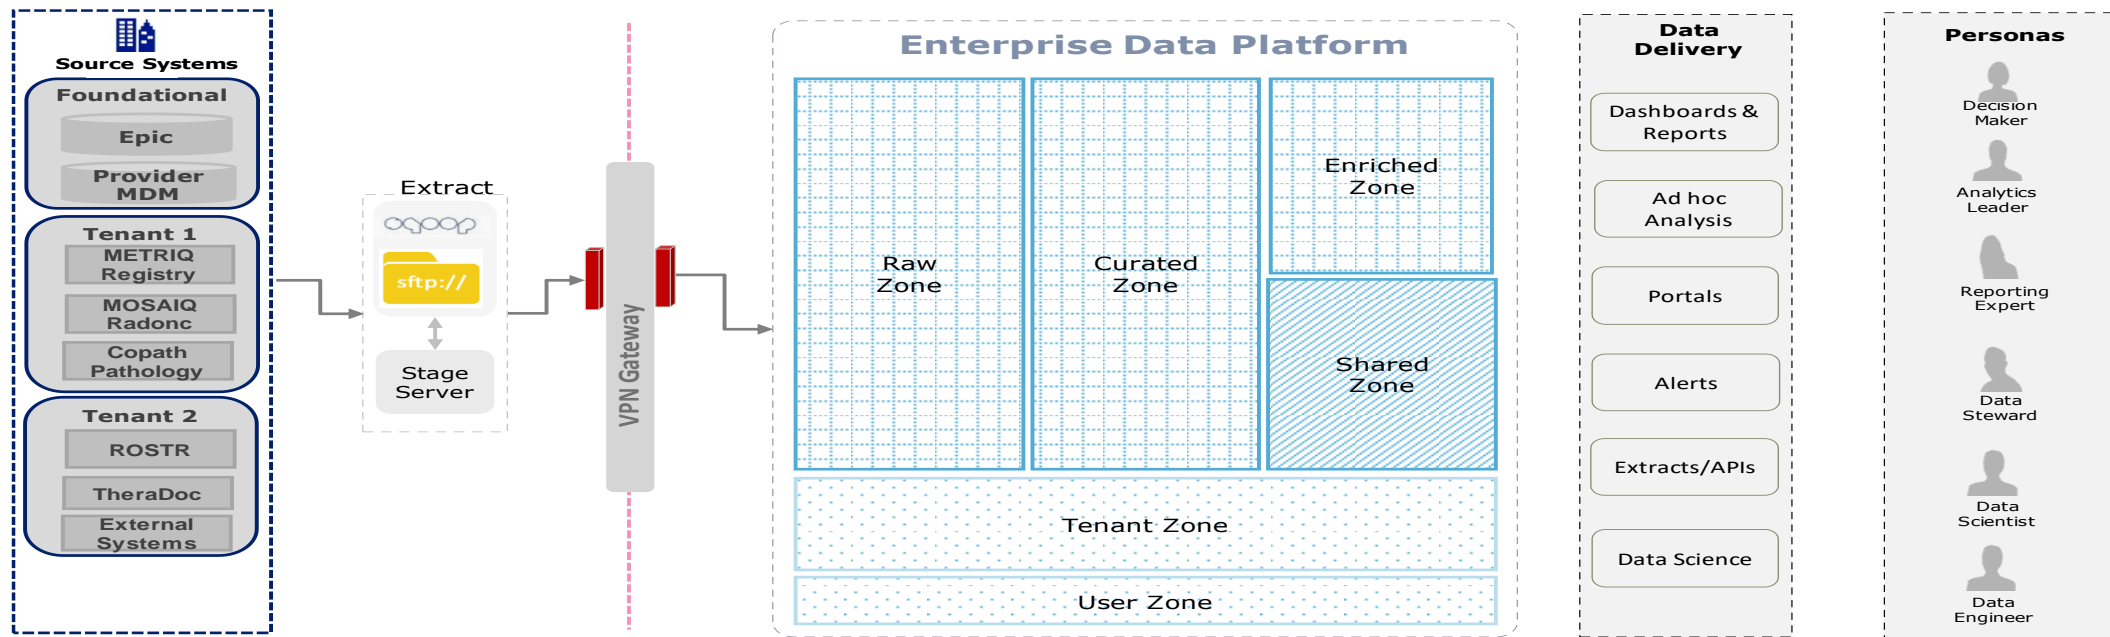 Source Systems
Foundational
Epic
Provider
MDM
Tenant 1
METRIQ
Registry
MOSAIQ
Radonc
Copath
Pathology
Tenant 2
ROSTR
TheraDoc
External
Systems
Extract
sqoop
sftp://
Stage
Server
VPN Gateway
Enterprise Data Platform
Raw
Zone
Curated
Zone
Enriched
Zone
Shared
Zone
Tenant Zone
User Zone
Data
Delivery
Dashboards &
Reports
Ad hoc
Analysis
Portals
Alerts
Extracts/APIs
Data Science
Personas
Decision
Maker
Analytics
Leader
Reporting
Expert
Data
Steward
Data
Scientist
Data
Engineer